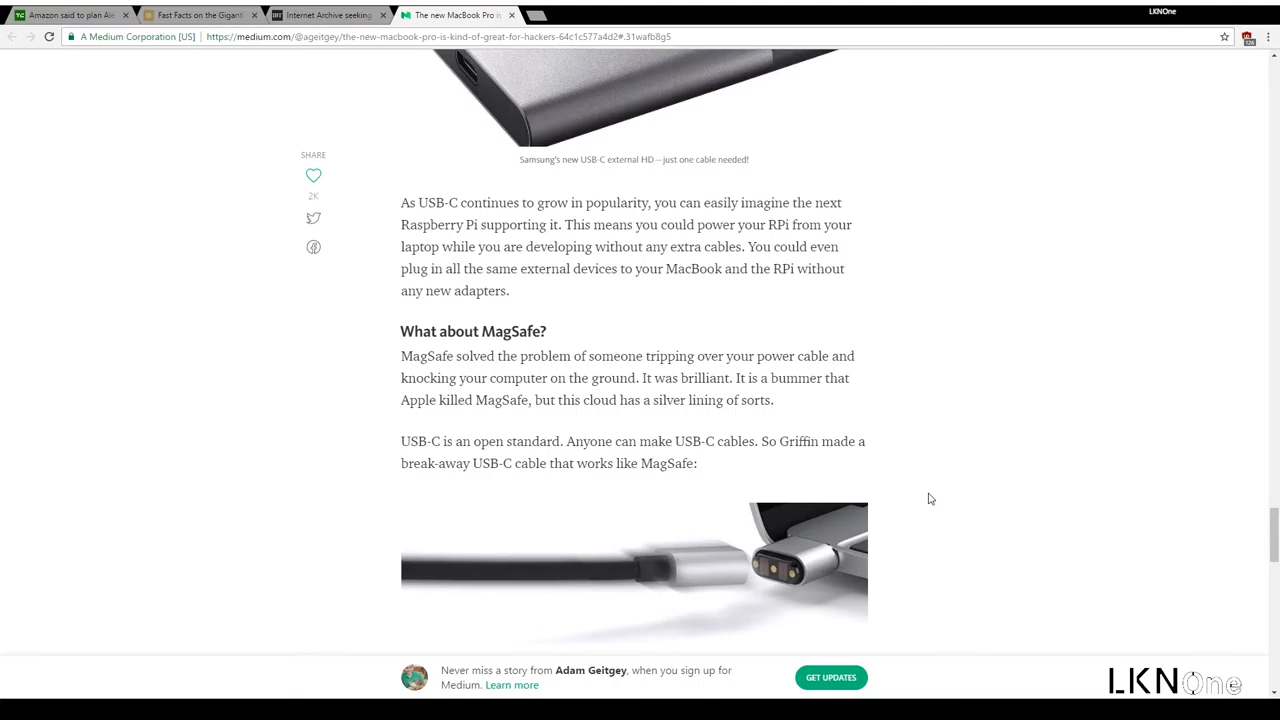 LKNOne
Amazon said to plan Ale
Fast Facts on the Gigant
Internet Archive seeking
The new MacBook Pro is
A Medium Corporation [US]
https://medium.com/@ageitgey/the-new-macbook-pro-is-kind-of-great-for-hackers-64c1c577a4d2#.31wafb8g5
Samsung's new USB-C external HD — just one cable needed!
SHARE
2K
As USB-C continues to grow in popularity, you can easily imagine the next
Raspberry Pi supporting it. This means you could power your RPi from your
laptop while you are developing without any extra cables. You could even
plug in all the same external devices to your MacBook and the RPi without
any new adapters.
What about MagSafe?
MagSafe solved the problem of someone tripping over your power cable and
knocking your computer on the ground. It was brilliant. It is a bummer that
Apple killed MagSafe, but this cloud has a silver lining of sorts.
USB-C is an open standard. Anyone can make USB-C cables. So Griffin made a
break-away USB-C cable that works like MagSafe:
Never miss a story from Adam Geitgey, when you sign up for
Medium. Learn more
GET UPDATES
LKNOne